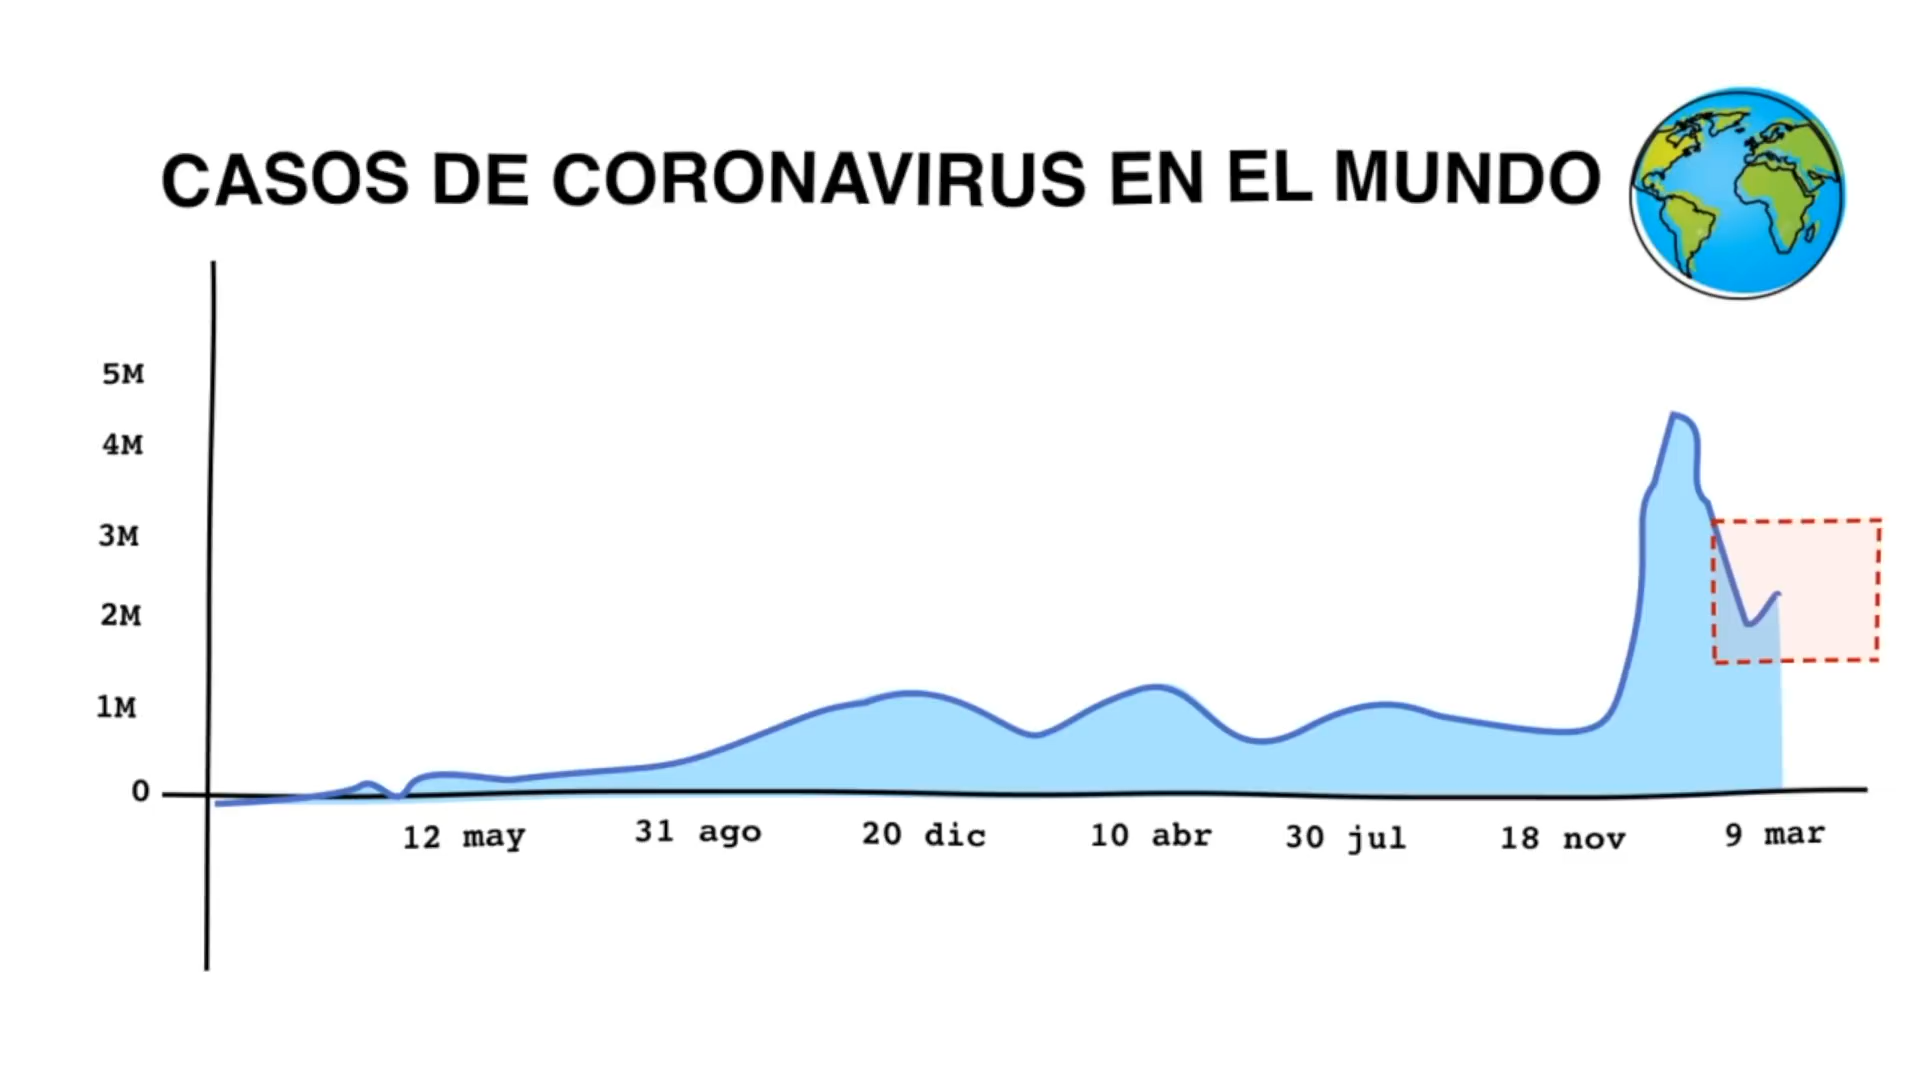 CASOS DE CORONAVIRUS EN EL MUNDO
5M
4M
3M
2M
1M
0
12 may
31 ago
20 dic
10 abr
30 jul
18 nov
9 mar